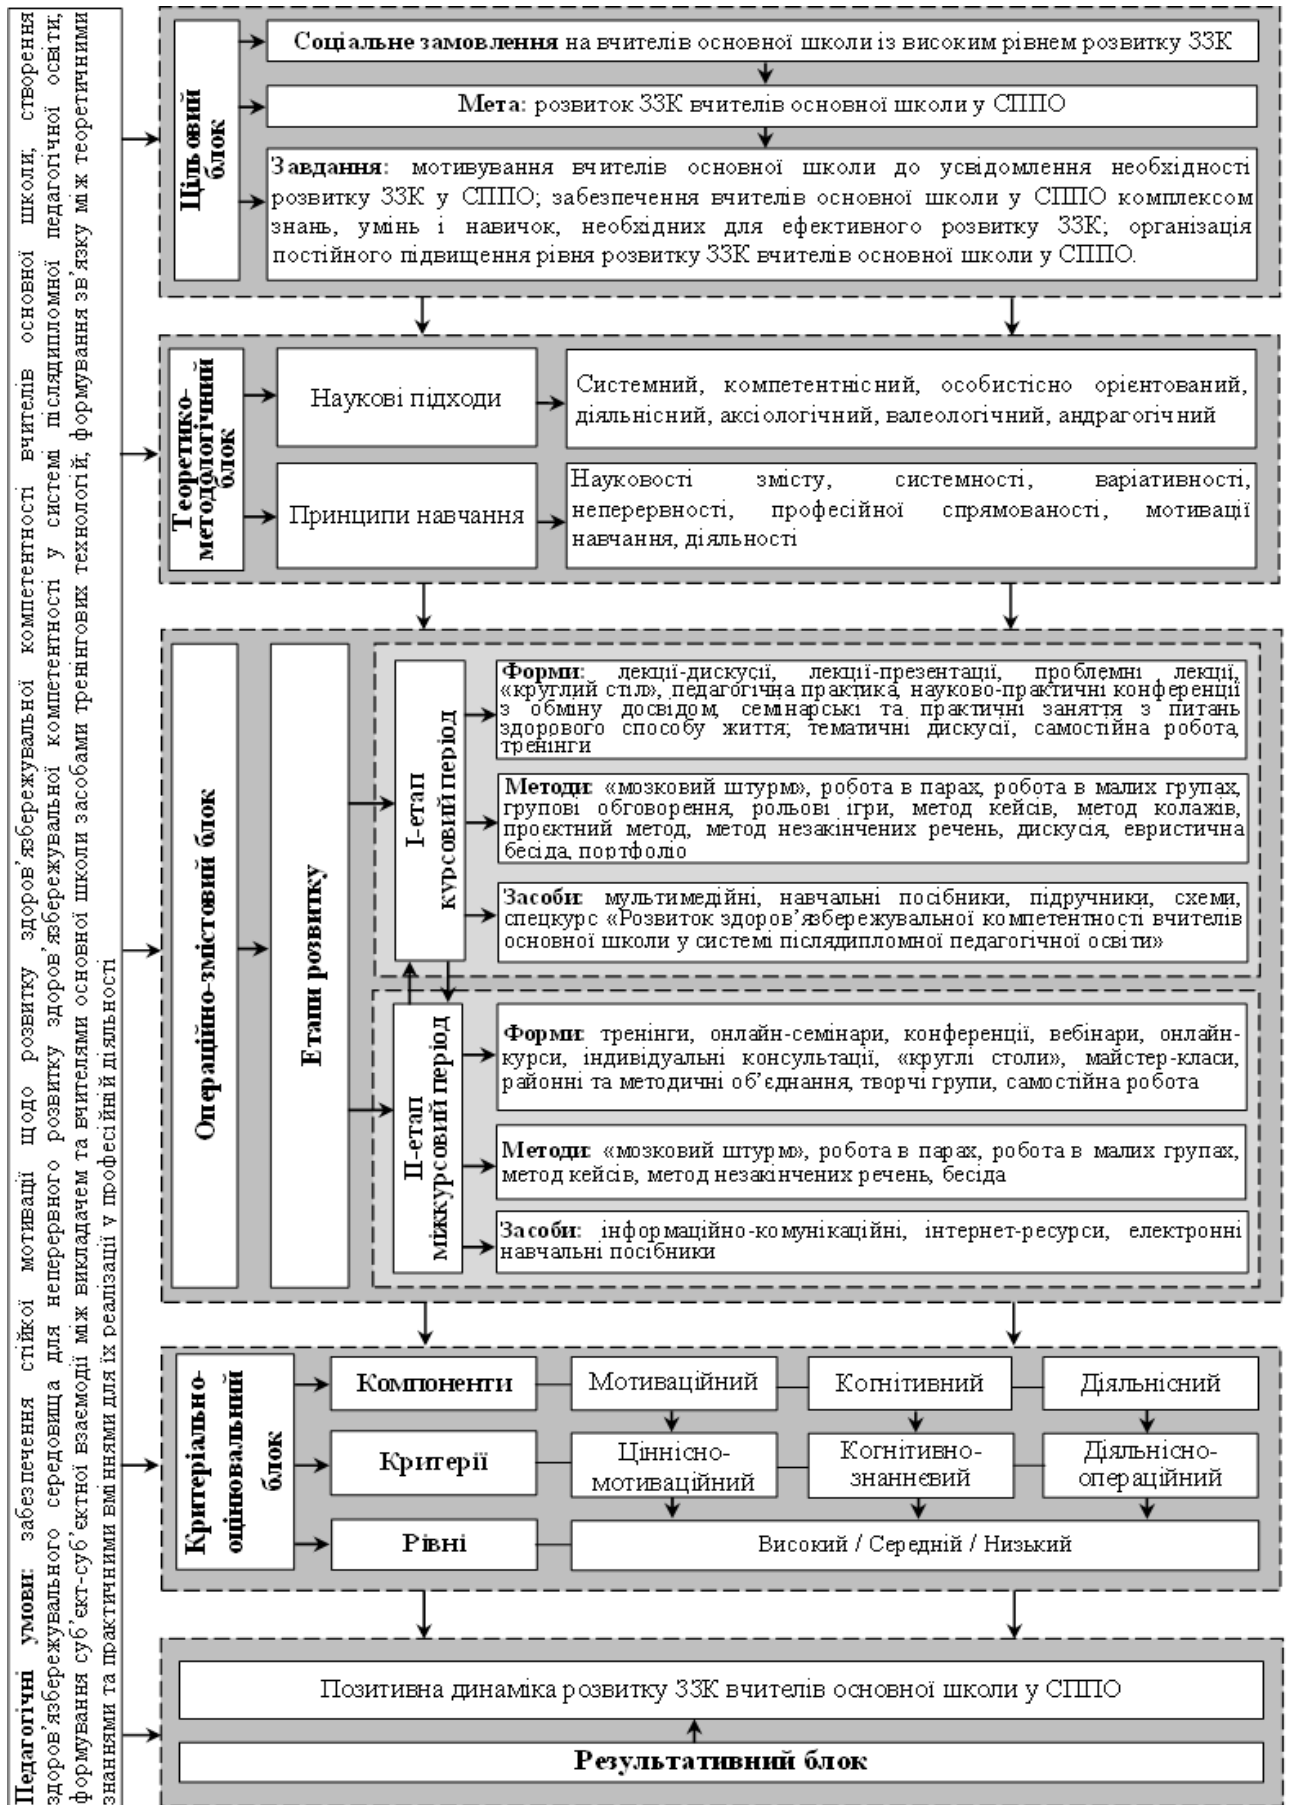 Педагогічні умови: забезпечення стійкої мотивації щодо розвитку здоров’язбережувальної компетентності вчителів основної школи; створення
здоров’язбережувального середовища для неперервного розвитку здоров’язбережувальної компетентності у системі післядипломної педагогічної освіти;
формування суб’єкт-суб’єктної взаємодії між викладачем та вчителями основної школи засобами тренінгових технологій; формування зв’язку між теоретичними
знаннями та практичними вміннями для їх реалізації у професійній діяльності
Цільовий
блок
Соціальне замовлення на вчителів основної школи із високим рівнем розвитку ЗЗК
Мета: розвиток ЗЗК вчителів основної школи у СППО
Завдання: мотивування вчителів основної школи до усвідомлення необхідності
розвитку ЗЗК у СППО; забезпечення вчителів основної школи у СППО комплексом
знань, умінь і навичок, необхідних для ефективного розвитку ЗЗК; організація
постійного підвищення рівня розвитку ЗЗК вчителів основної школи у СППО.
Теоретико-
методологічний
блок
Наукові підходи
Системний, компетентнісний, особистісно орієнтований,
діяльнісний, аксіологічний, валеологічний, андрагогічний
Принципи навчання
Науковості змісту, системності, варіативності,
неперервності, професійної спрямованості, мотивації
навчання, діяльності
Операційно-змістовий блок
Етапи розвитку
І-етап
курсовий період
Форми: лекції-дискусії, лекції-презентації, проблемні лекції,
«круглий стіл», педагогічна практика, науково-практичні конференції
з обміну досвідом, семінарські та практичні заняття з питань
здорового способу життя; тематичні дискусії, самостійна робота,
тренінги
Методи: «мозковий штурм», робота в парах, робота в малих групах,
групові обговорення, рольові ігри, метод кейсів, метод колажів,
проєктний метод, метод незакінчених речень, дискусія, евристична
бесіда, портфоліо
Засоби: мультимедійні, навчальні посібники, підручники, схеми,
спецкурс «Розвиток здоров’язбережувальної компетентності вчителів
основної школи у системі післядипломної педагогічної освіти»
ІІ-етап
міжкурсовий період
Форми: тренінги, онлайн-семінари, конференції, вебінари, онлайн-
курси, індивідуальні консультації, «круглі столи», майстер-класи,
районні та методичні об’єднання, творчі групи, самостійна робота
Методи: «мозковий штурм», робота в парах, робота в малих групах,
метод кейсів, метод незакінчених речень, бесіда
Засоби: інформаційно-комунікаційні, інтернет-ресурси, електронні
навчальні посібники
Критеріально-
оцінювальний
блок
Компоненти
Мотиваційний
Когнітивний
Діяльнісний
Критерії
Ціннісно-
мотиваційний
Когнітивно-
знаннєвий
Діяльнісно-
операційний
Рівні
Високий / Середній / Низький
Позитивна динаміка розвитку ЗЗК вчителів основної школи у СППО
Результативний блок